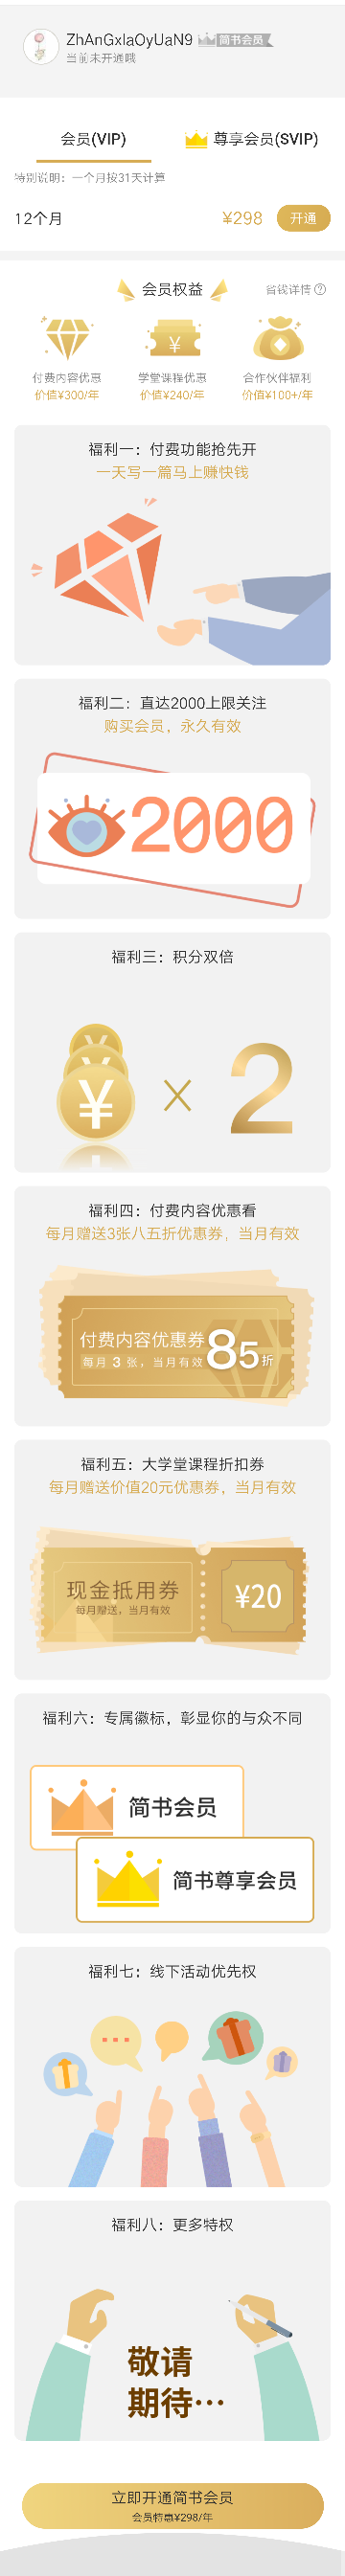 ZhAnGxIaOyUaN9 简书会员
当前未开通哦
会员(VIP) 尊享会员(SVIP)
特别说明：一个月按31天计算
12个月 ¥298 开通
会员权益 省钱详情?
付费内容优惠 学堂课程优惠 合作伙伴福利
价值¥300/年 价值¥240/年 价值¥100+/年
福利一：付费功能抢先开
一天写一篇马上赚快钱
福利二：直达2000上限关注
购买会员，永久有效
2000
福利三：积分双倍
¥ × 2
福利四：付费内容优惠看
每月赠送3张八五折优惠券，当月有效
付费内容优惠券 85折
每月 3 张，当月有效
福利五：大学堂课程折扣券
每月赠送价值20元优惠券，当月有效
现金抵用券 ¥20
每月赠送，当月有效
福利六：专属徽标，彰显你的与众不同
简书会员
简书尊享会员
福利七：线下活动优先权
福利八：更多特权
敬请
期待…
立即开通简书会员
会员特惠¥298/年